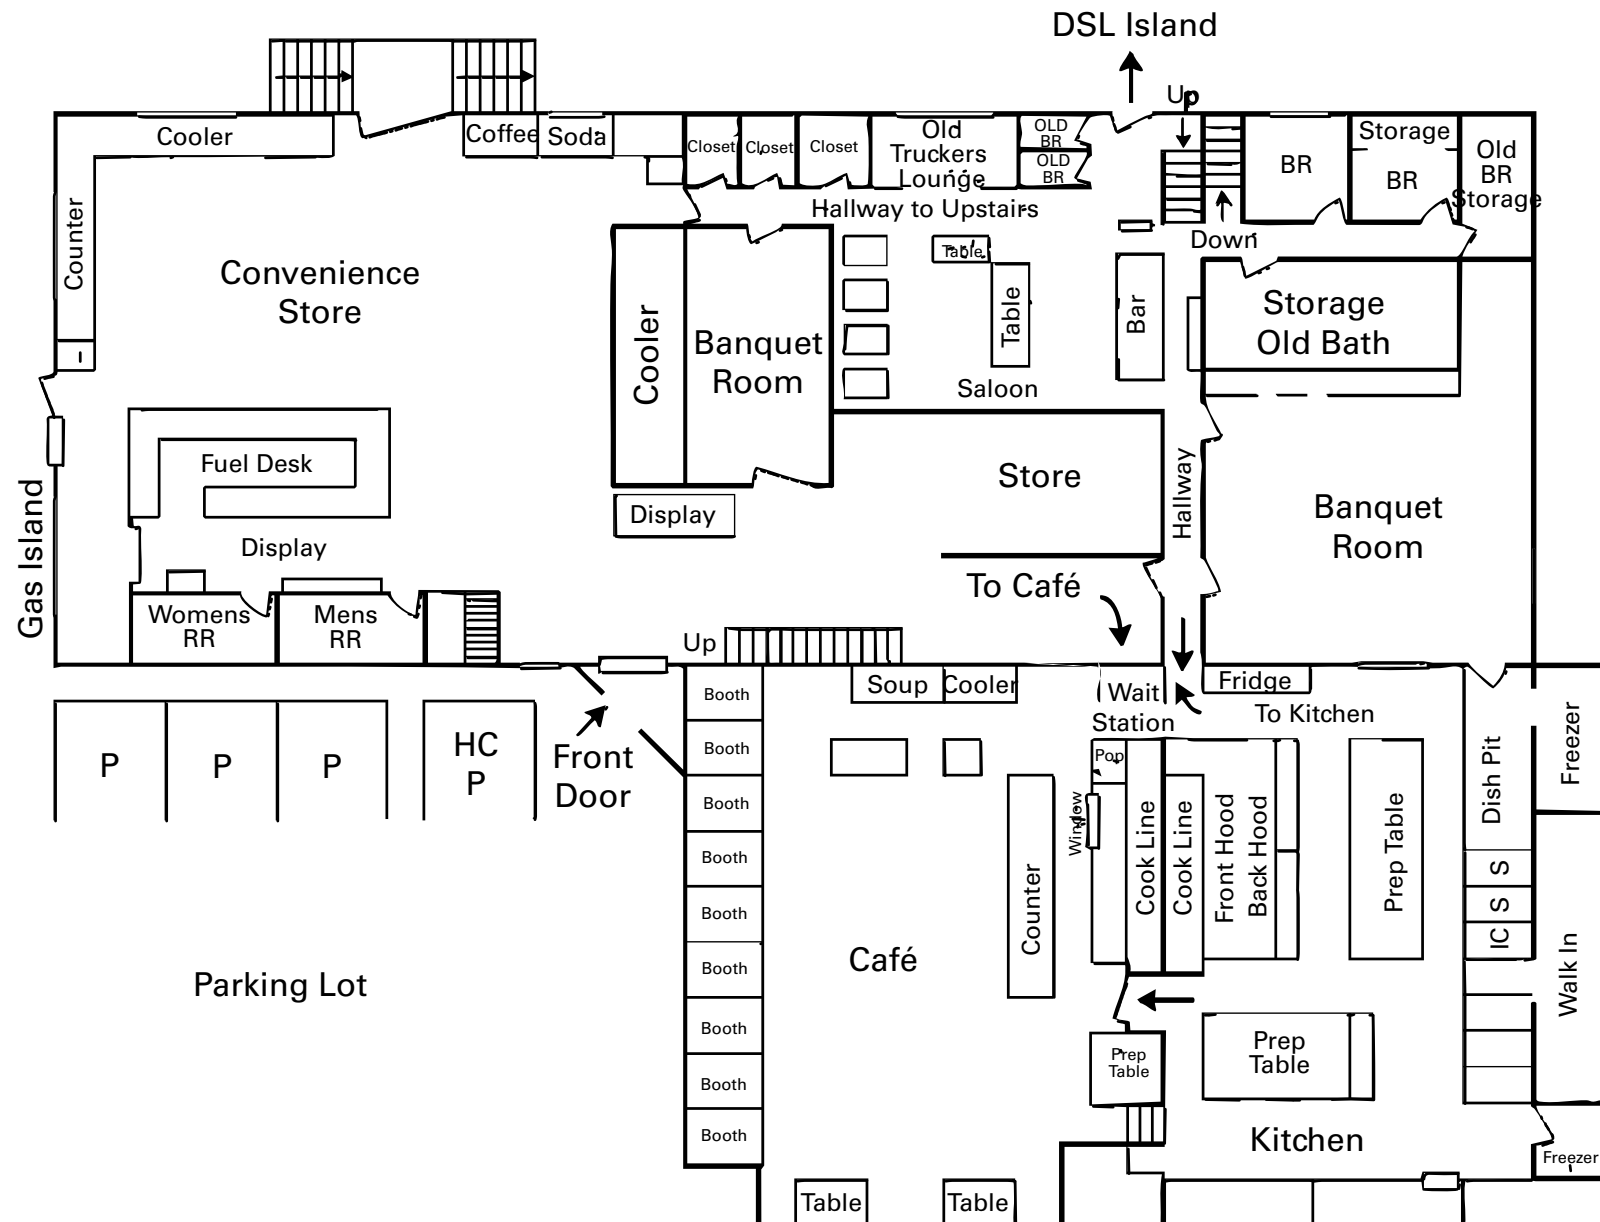 DSL Island
Up
Cooler
Coffee
Soda
Closet
Closet
Closet
Old
Truckers
Lounge
OLD
BR
OLD
BR
BR
Storage
BR
Old
BR
Storage
Hallway to Upstairs
Down
Counter
Convenience
Store
Cooler
Banquet
Room
Table
Table
Bar
Saloon
Storage
Old Bath
Gas Island
Fuel Desk
Display
Display
Store
Hallway
Banquet
Room
Womens
RR
Mens
RR
To Café
Up
Booth
Soup
Cooler
Wait
Station
Fridge
To Kitchen
P
P
P
HC
P
Front
Door
Booth
Booth
Booth
Booth
Booth
Booth
Booth
Booth
Pop
Window
Counter
Cook Line
Cook Line
Front Hood
Back Hood
Prep Table
Dish Pit
S
S
IC
Freezer
Walk In
Parking Lot
Café
Prep
Table
Prep
Table
Kitchen
Freezer
Table
Table